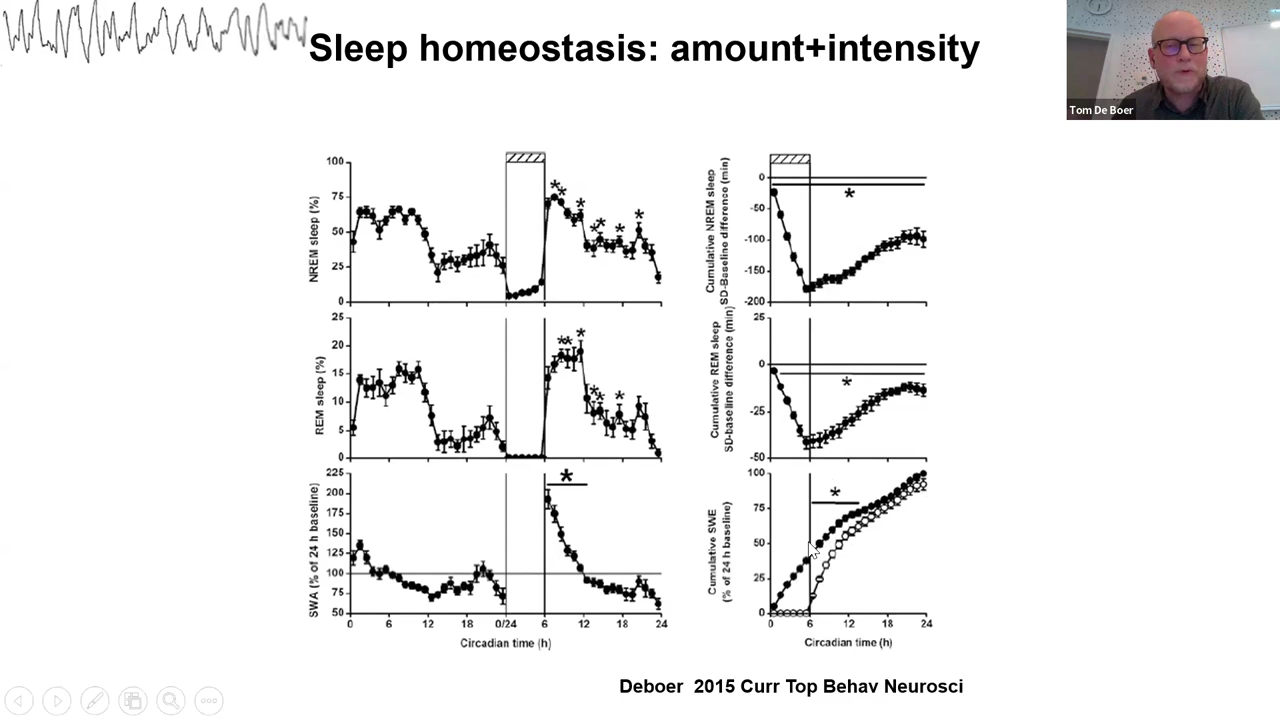 Sleep homeostasis: amount+intensity
Tom De Boer
NREM sleep (%)
100
75
50
25
0
* * * * * * *
REM sleep (%)
25
20
15
10
5
0
* * * * * *
SWA (% of 24 h baseline)
225
200
175
150
125
100
75
50
*
0 6 12 18 0/24 6 12 18 24
Circadian time (h)
Cumulative NREM sleep
SD-Baseline difference (min)
0
-50
-100
-150
-200
*
Cumulative REM sleep
SD-baseline difference (min)
25
0
-25
-50
*
Cumulative SWE
(% of 24 h baseline)
100
75
50
25
0
*
0 6 12 18 24
Circadian time (h)
Deboer 2015 Curr Top Behav Neurosci